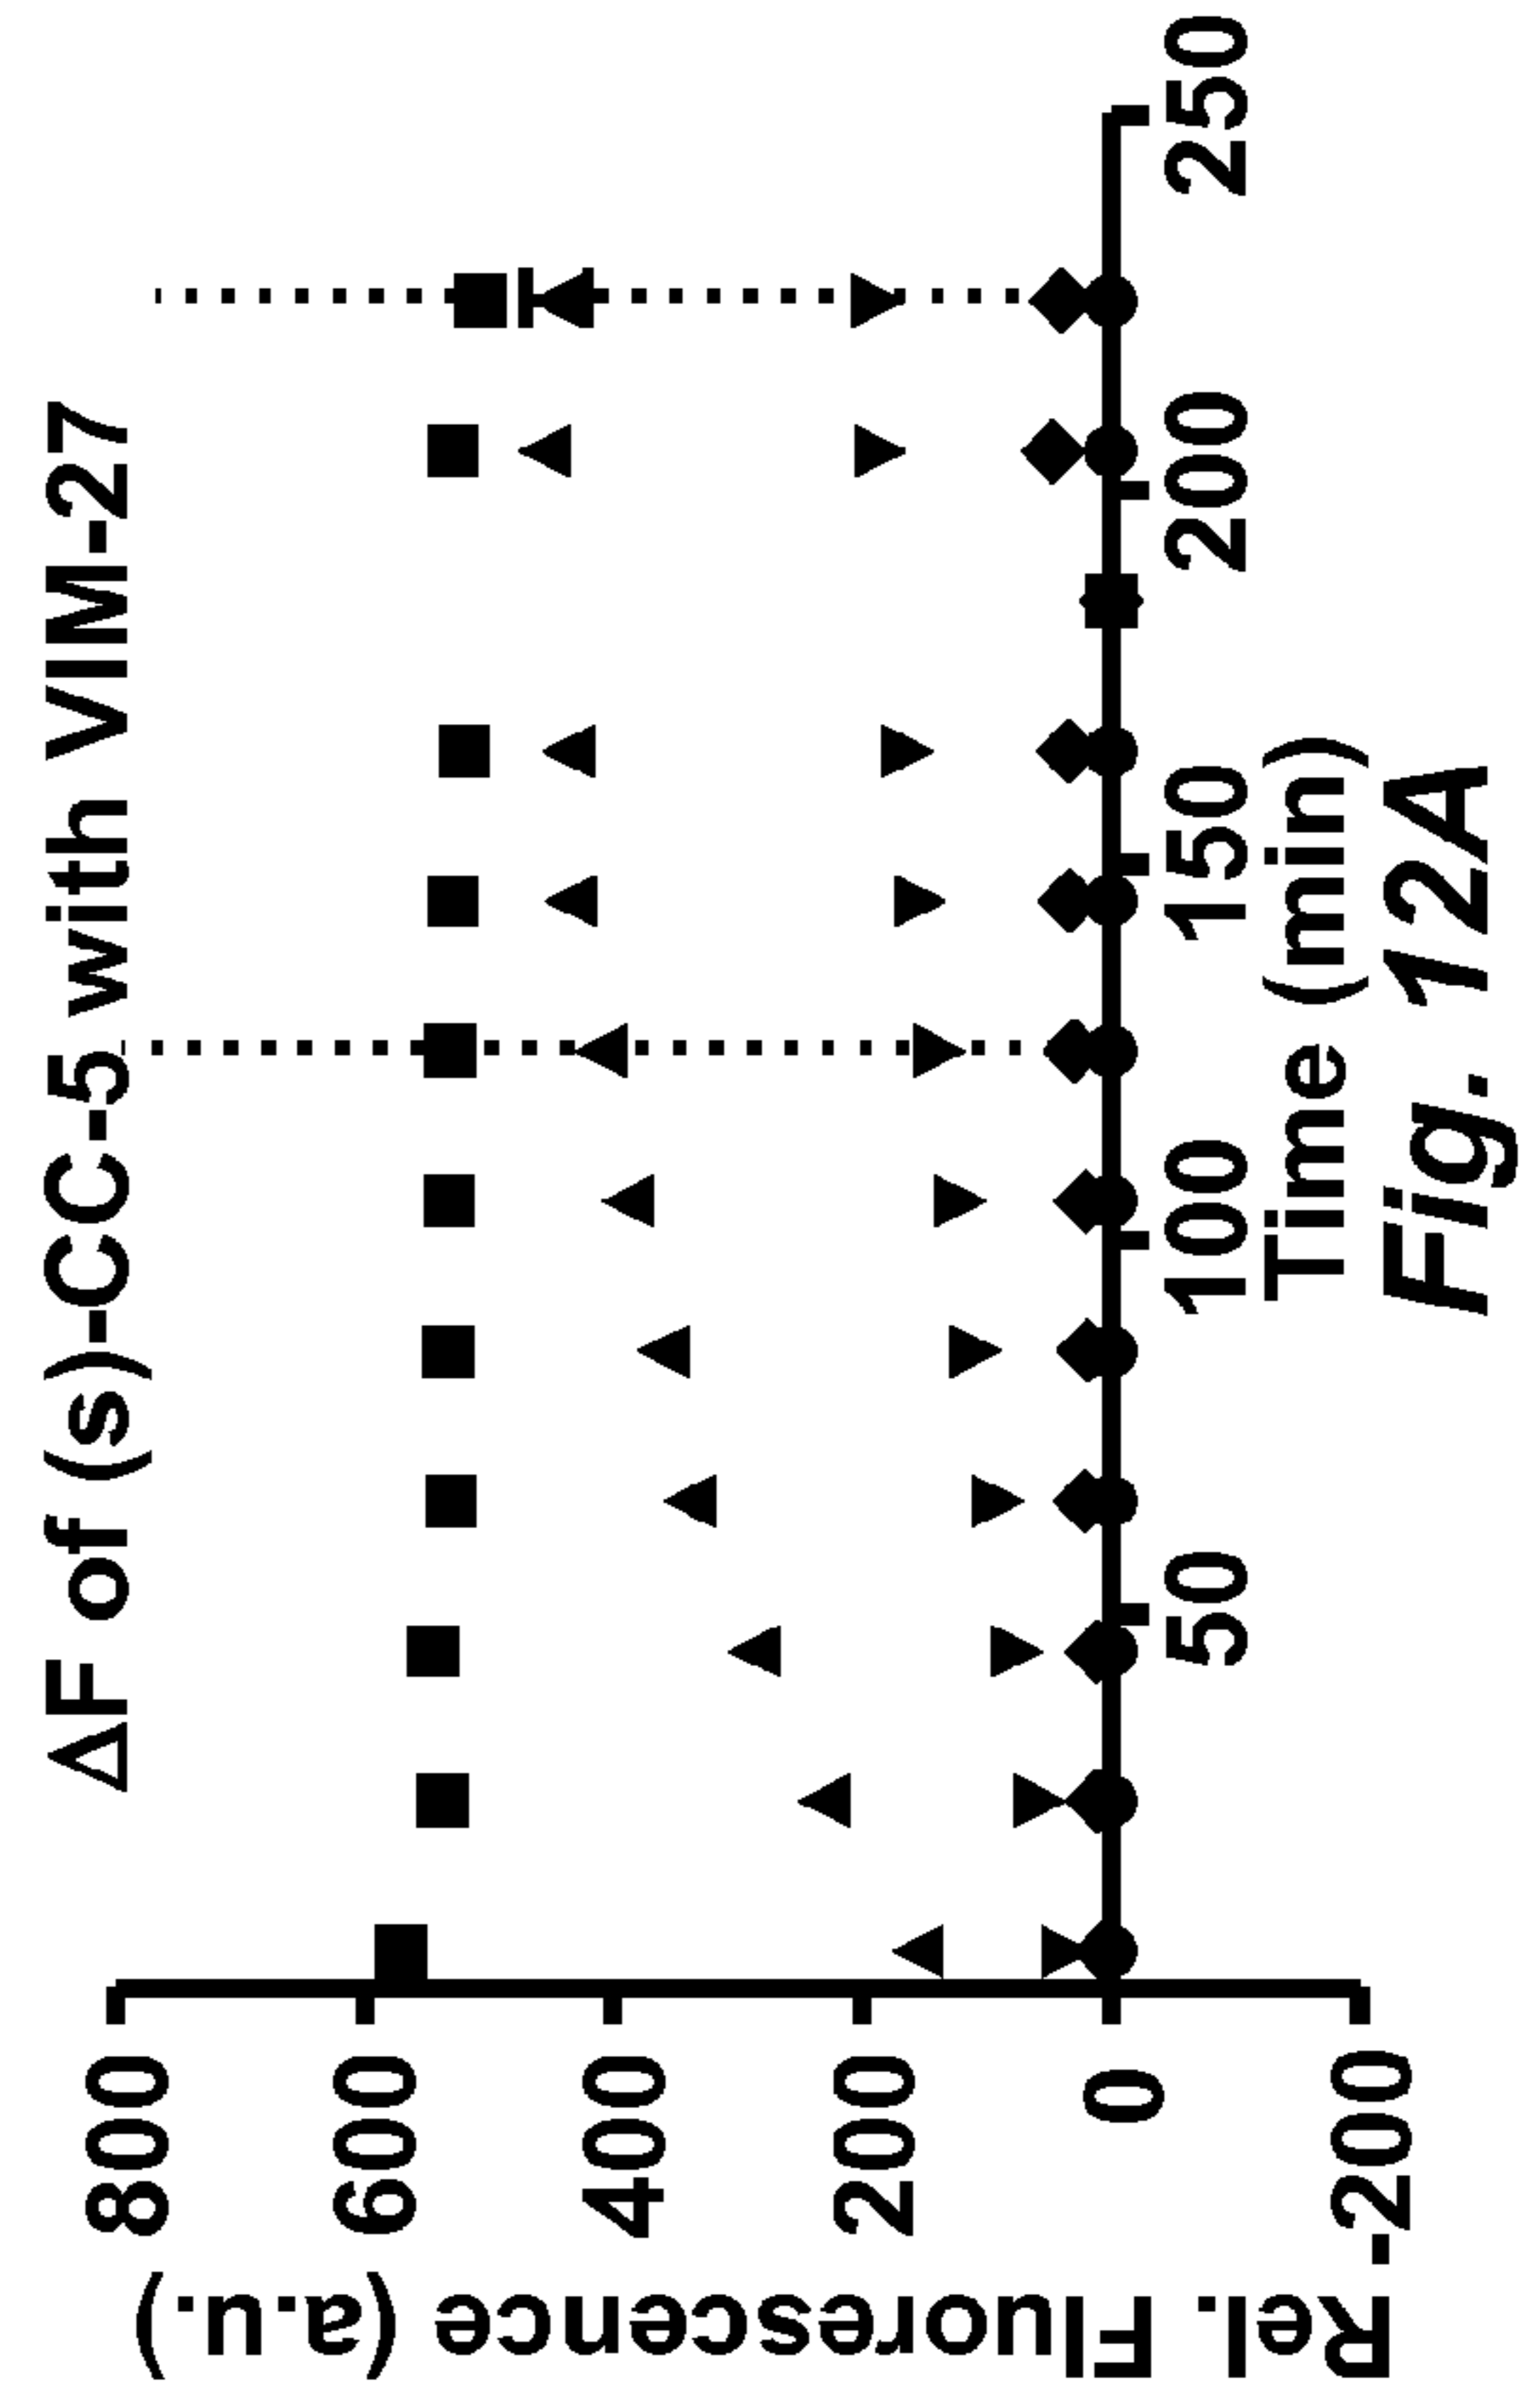 ΔF of (s)-CC-5 with VIM-27
Rel. Fluorescence (a.u.)
800
600
400
200
0
-200
50
100
150
200
250
Time (min)
Fig. 12A